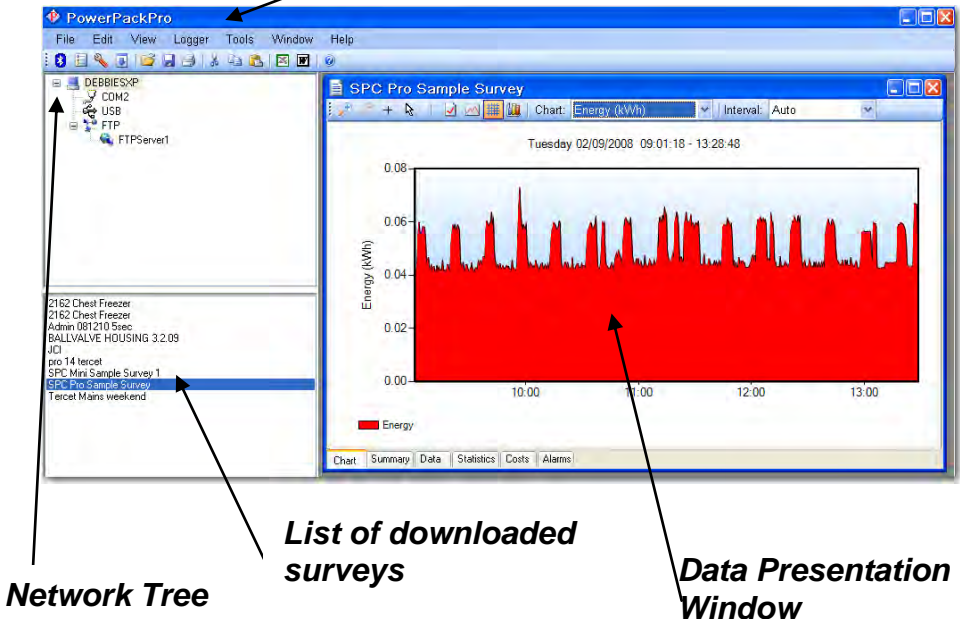 PowerPackPro
File Edit View Logger Tools Window Help
DEBBIESXP
COM2
USB
FTP
FTPServer1
2162 Chest Freezer
2162 Chest Freezer
Admin 081210 5sec
BALLVALVE HOUSING 3.2.09
JCI
pro 14 tercet
SPC Mini Sample Survey 1
SPC Pro Sample Survey
Tercet Mains weekend
SPC Pro Sample Survey
Chart: Energy (kWh) Interval: Auto
Tuesday 02/09/2008 09:01:18 - 13:28:48
Energy (kWh)
0.08
0.06
0.04
0.02
0.00
10:00 11:00 12:00 13:00
Energy
Chart Summary Data Statistics Costs Alarms
Network Tree
List of downloaded
surveys
Data Presentation
Window